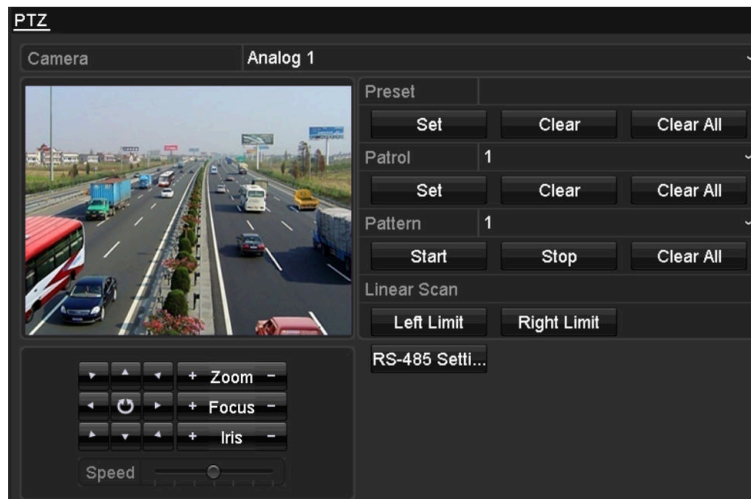 PTZ
Camera Analog 1
Preset
Set Clear Clear All
Patrol 1
Set Clear Clear All
Pattern 1
Start Stop Clear All
Linear Scan
Left Limit Right Limit
RS-485 Setti...
+ Zoom -
+ Focus -
+ Iris -
Speed